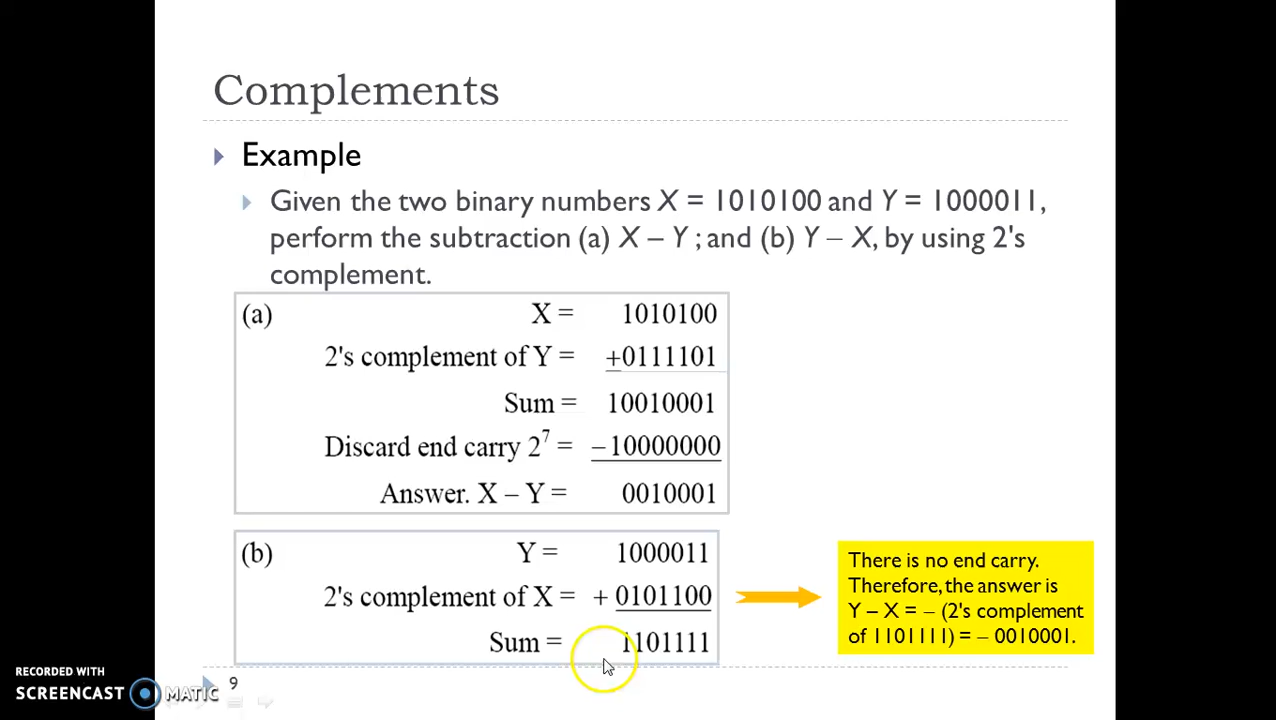 Complements
Example
Given the two binary numbers X = 1010100 and Y = 1000011,
perform the subtraction (a) X – Y ; and (b) Y – X, by using 2's
complement.
(a) X = 1010100
2's complement of Y = +0111101
Sum = 10010001
Discard end carry 2⁷ = –10000000
Answer. X – Y = 0010001
(b) Y = 1000011
2's complement of X = + 0101100
Sum = 1101111
There is no end carry.
Therefore, the answer is
Y – X = – (2's complement
of 1101111) = – 0010001.
RECORDED WITH
SCREENCAST MATIC
9